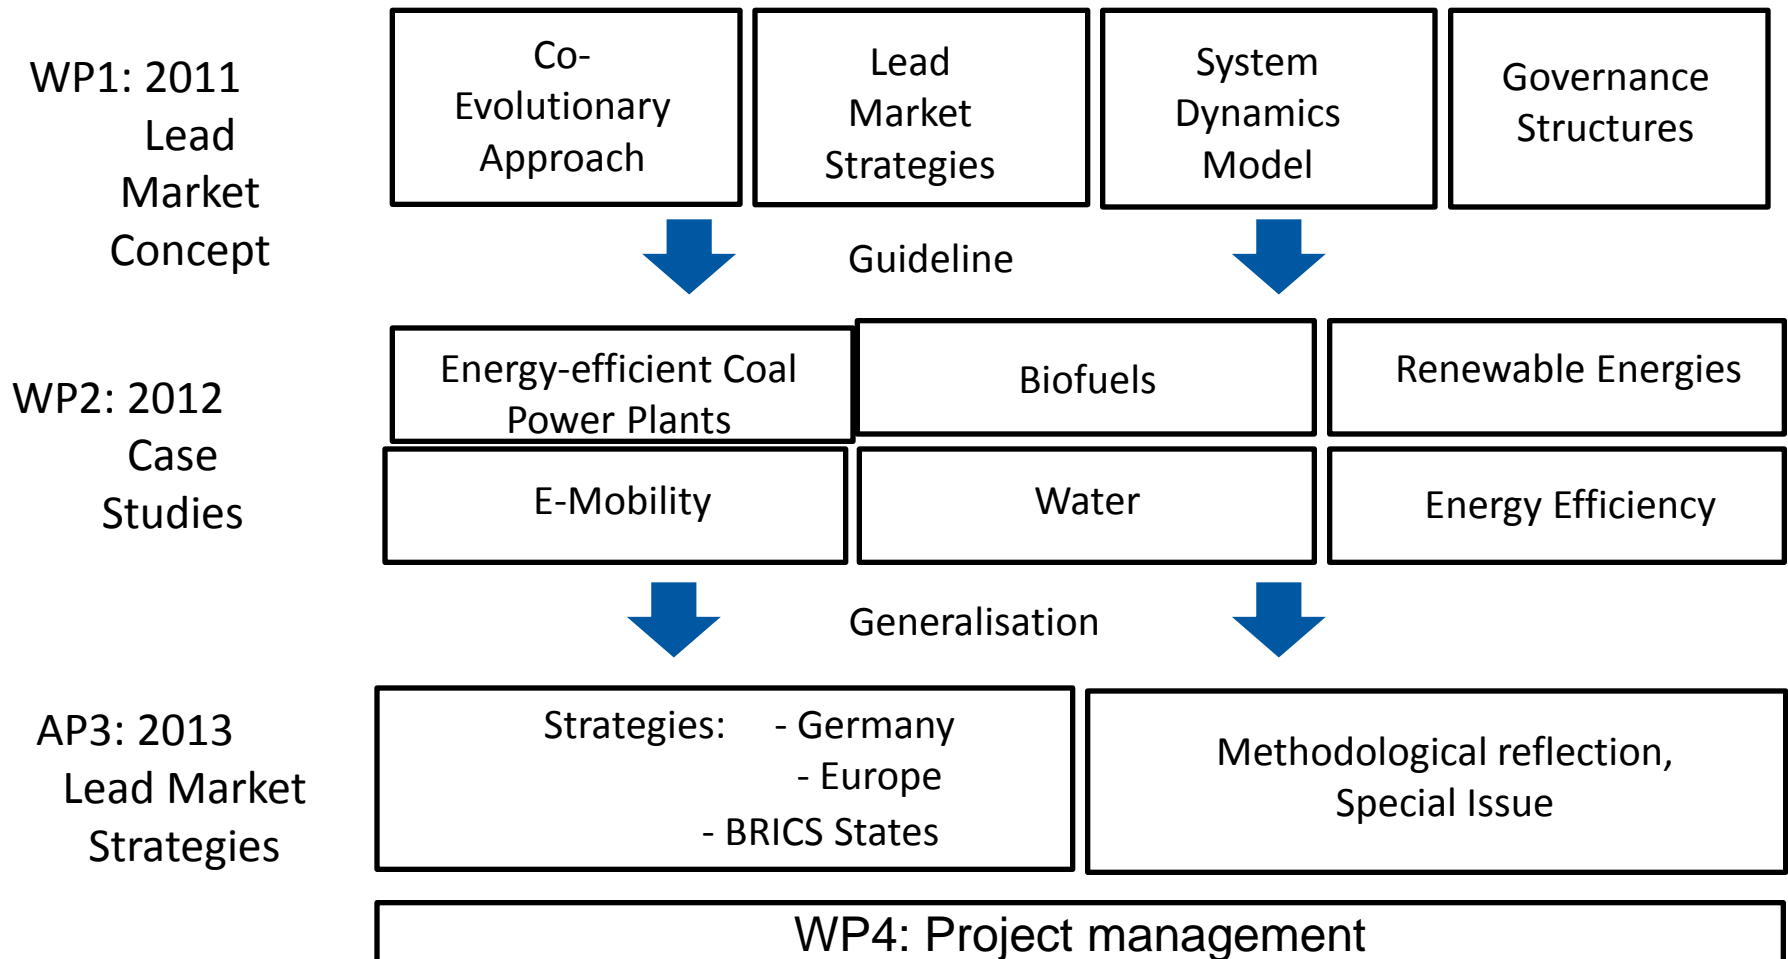 WP1: 2011
Lead
Market
Concept
Co-
Evolutionary
Approach
Lead
Market
Strategies
System
Dynamics
Model
Governance
Structures
Guideline
WP2: 2012
Case
Studies
Energy-efficient Coal
Power Plants
Biofuels
Renewable Energies
E-Mobility
Water
Energy Efficiency
Generalisation
AP3: 2013
Lead Market
Strategies
Strategies: - Germany
- Europe
- BRICS States
Methodological reflection,
Special Issue
WP4: Project management